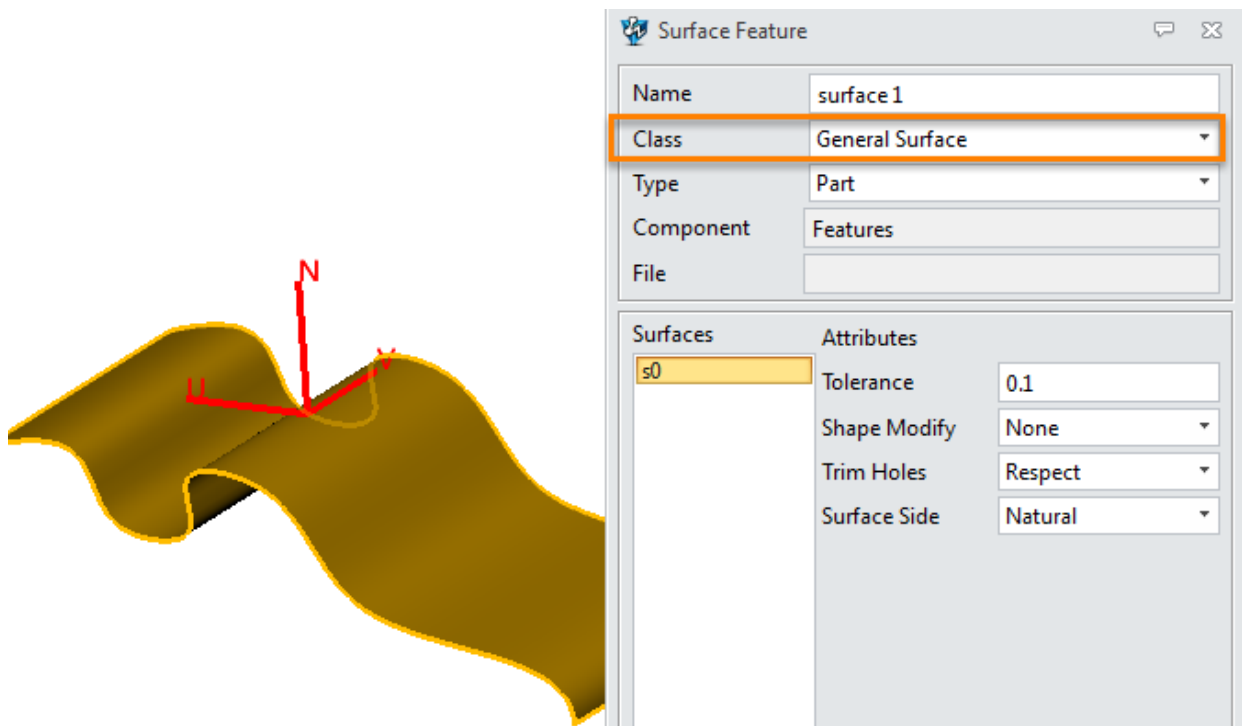 Surface Feature
Name surface 1
Class General Surface
Type Part
Component Features
File
Surfaces Attributes
s0
Tolerance 0.1
Shape Modify None
Trim Holes Respect
Surface Side Natural
N
U V